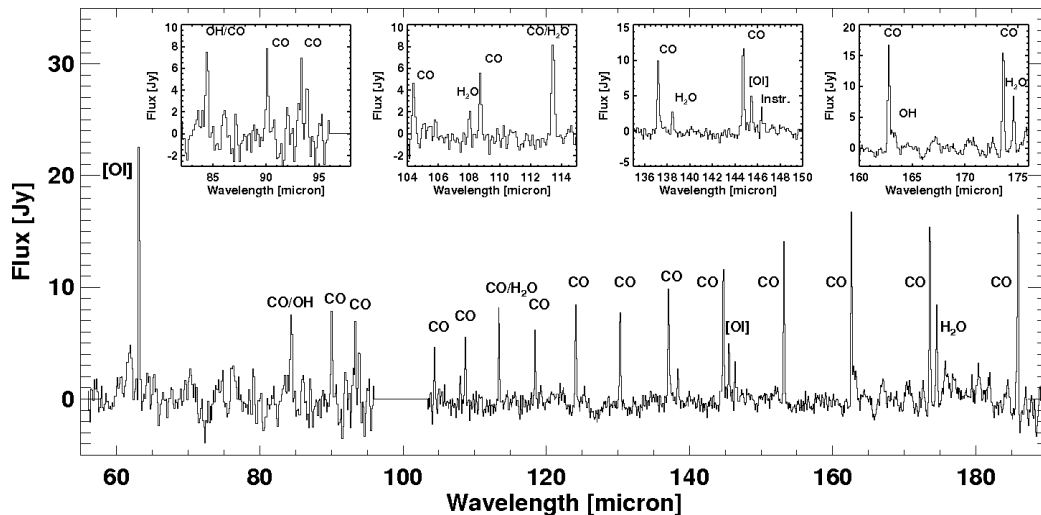 OH/CO
CO
CO
Flux [Jy]
8
6
4
2
0
-2
85
90
95
Wavelength [micron]
10
8
6
4
2
0
-2
CO
H₂O
CO
CO/H₂O
Flux [Jy]
104 106 108 110 112 114
Wavelength [micron]
15
10
5
0
-5
CO
H₂O
CO
[OI]
Instr.
Flux [Jy]
136 138 140 142 144 146 148 150
Wavelength [micron]
20
15
10
5
0
CO
OH
CO
H₂O
Flux [Jy]
160 165 170 175
Wavelength [micron]
Flux [Jy]
30
20
10
0
[OI]
CO/OH
CO
CO
CO
CO
CO/H₂O
CO
CO
CO
CO
CO
[OI]
CO
CO
CO
H₂O
CO
60 80 100 120 140 160 180
Wavelength [micron]